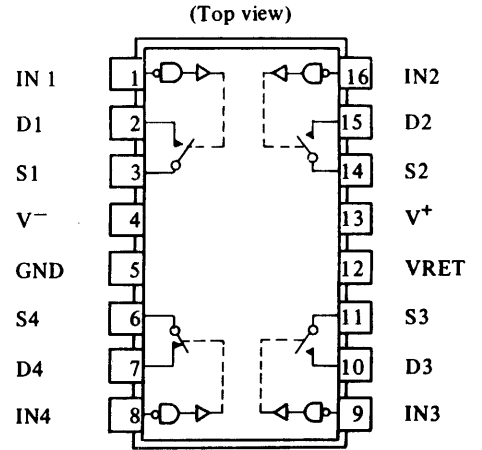 (Top view)
IN 1 1 16 IN2
D1 2 15 D2
S1 3 14 S2
V− 4 13 V+
GND 5 12 VRET
S4 6 11 S3
D4 7 10 D3
IN4 8 9 IN3